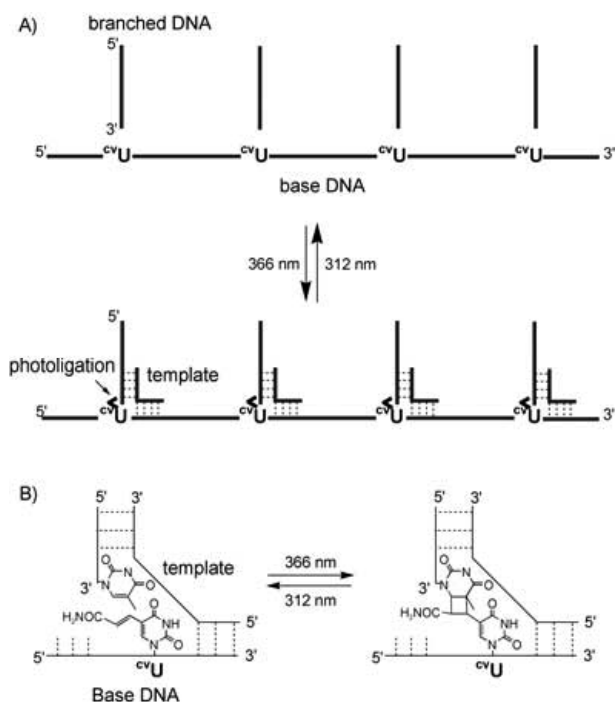 A)
branched DNA
5'
3'
5' cvU cvU cvU cvU 3'
base DNA
366 nm 312 nm
5'
photoligation
template
5' cvU cvU cvU cvU 3'
B)
5' 3' 5' 3'
template
366 nm
312 nm
O N O
3' N O 3' N O
H2NOC O NH H2NOC O NH
N O 5' 3' N O 5' 3'
5' 3' 5' 3'
cvU cvU
Base DNA